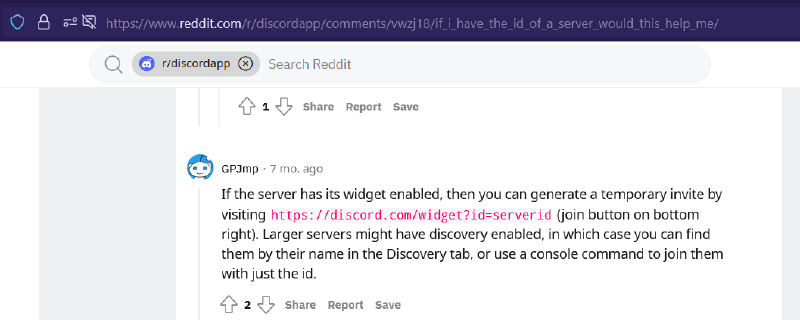 https://www.reddit.com/r/discordapp/comments/vwzj18/if_i_have_the_id_of_a_server_would_this_help_me/
r/discordapp Search Reddit
1 Share Report Save
GPJmp · 7 mo. ago
If the server has its widget enabled, then you can generate a temporary invite by
visiting https://discord.com/widget?id=serverid (join button on bottom
right). Larger servers might have discovery enabled, in which case you can find
them by their name in the Discovery tab, or use a console command to join them
with just the id.
2 Share Report Save